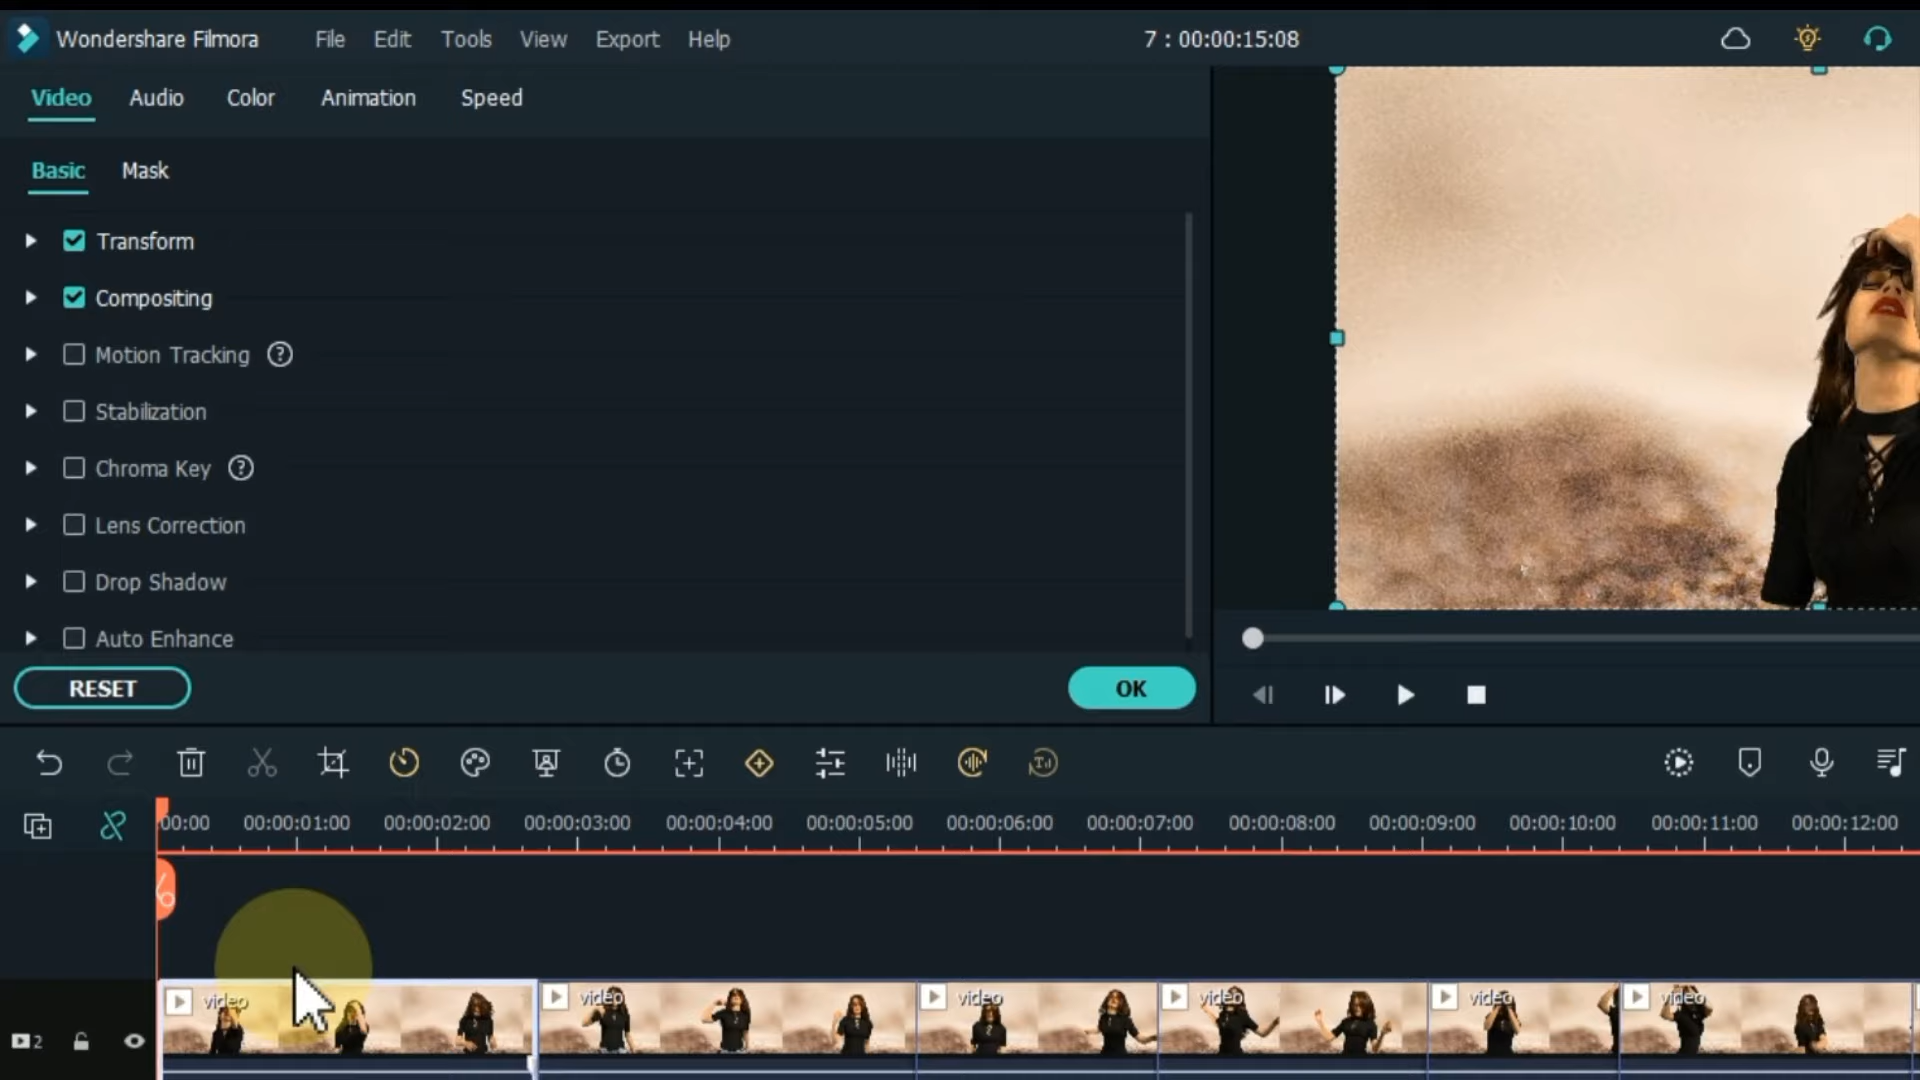 Wondershare Filmora File Edit Tools View Export Help 7 : 00:00:15:08
Video Audio Color Animation Speed
Basic Mask
Transform
Compositing
Motion Tracking ?
Stabilization
Chroma Key ?
Lens Correction
Drop Shadow
Auto Enhance
RESET OK
00:00 00:00:01:00 00:00:02:00 00:00:03:00 00:00:04:00 00:00:05:00 00:00:06:00 00:00:07:00 00:00:08:00 00:00:09:00 00:00:10:00 00:00:11:00 00:00:12:00
video video video video video video
2